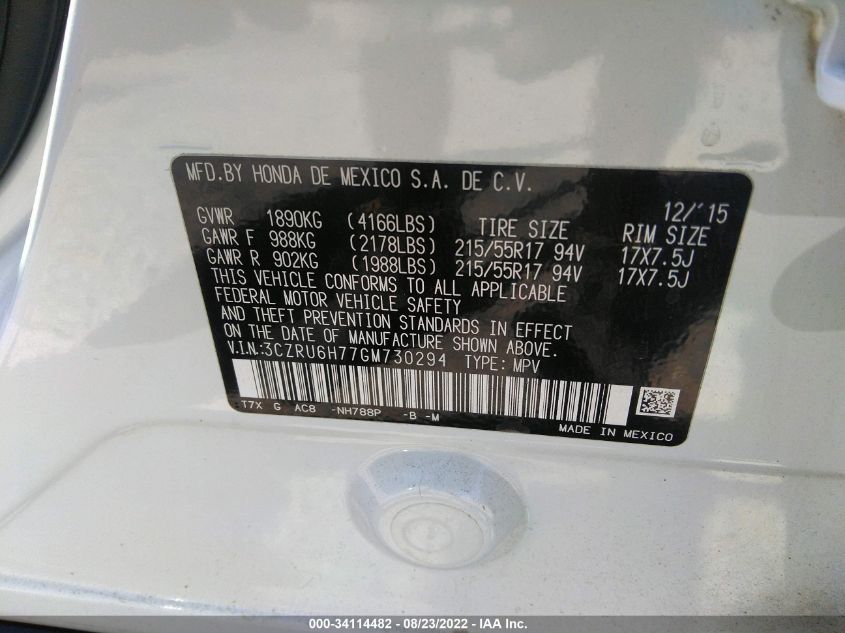 MFD.BY HONDA DE MEXICO S.A. DE C.V.
12/'15
GVWR 1890KG (4166LBS) TIRE SIZE RIM SIZE
GAWR F 988KG (2178LBS) 215/55R17 94V 17X7.5J
GAWR R 902KG (1988LBS) 215/55R17 94V 17X7.5J
THIS VEHICLE CONFORMS TO ALL APPLICABLE
FEDERAL MOTOR VEHICLE SAFETY
AND THEFT PREVENTION STANDARDS IN EFFECT
ON THE DATE OF MANUFACTURE SHOWN ABOVE.
V.I.N.:3CZRU6H77GM730294 TYPE: MPV
-T7X G AC8 -NH788P -B -M
MADE IN MEXICO
000-34114482 - 08/23/2022 - IAA Inc.